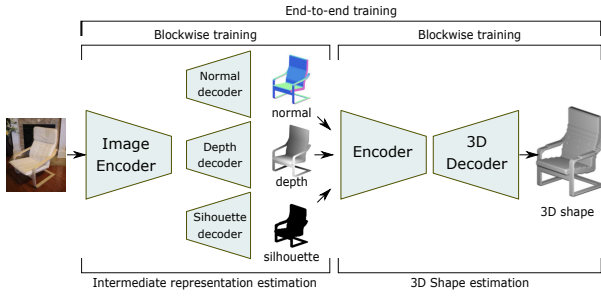 End-to-end training
Blockwise training
Blockwise training
Normal
decoder
normal
Image
Encoder
Depth
decoder
depth
Encoder
3D
Decoder
3D shape
Sihouette
decoder
silhouette
Intermediate representation estimation
3D Shape estimation